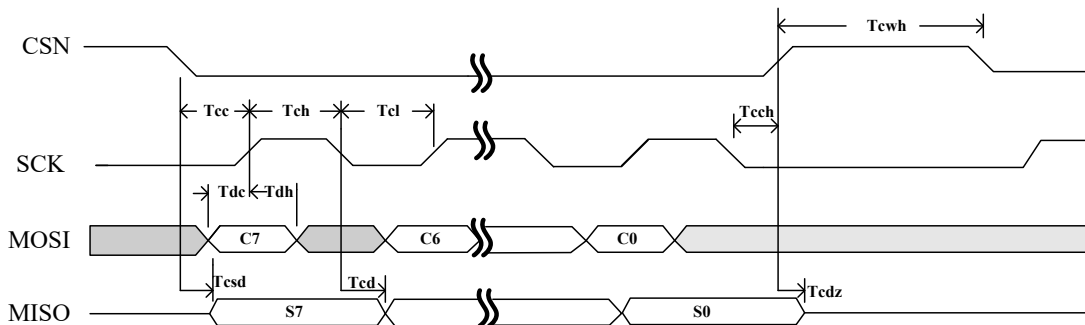 CSN
Tcwh
Tcc
Tch
Tcl
Tcch
SCK
Tdc
Tdh
MOSI
C7
C6
C0
Tcsd
Tcd
Tcdz
MISO
S7
S0